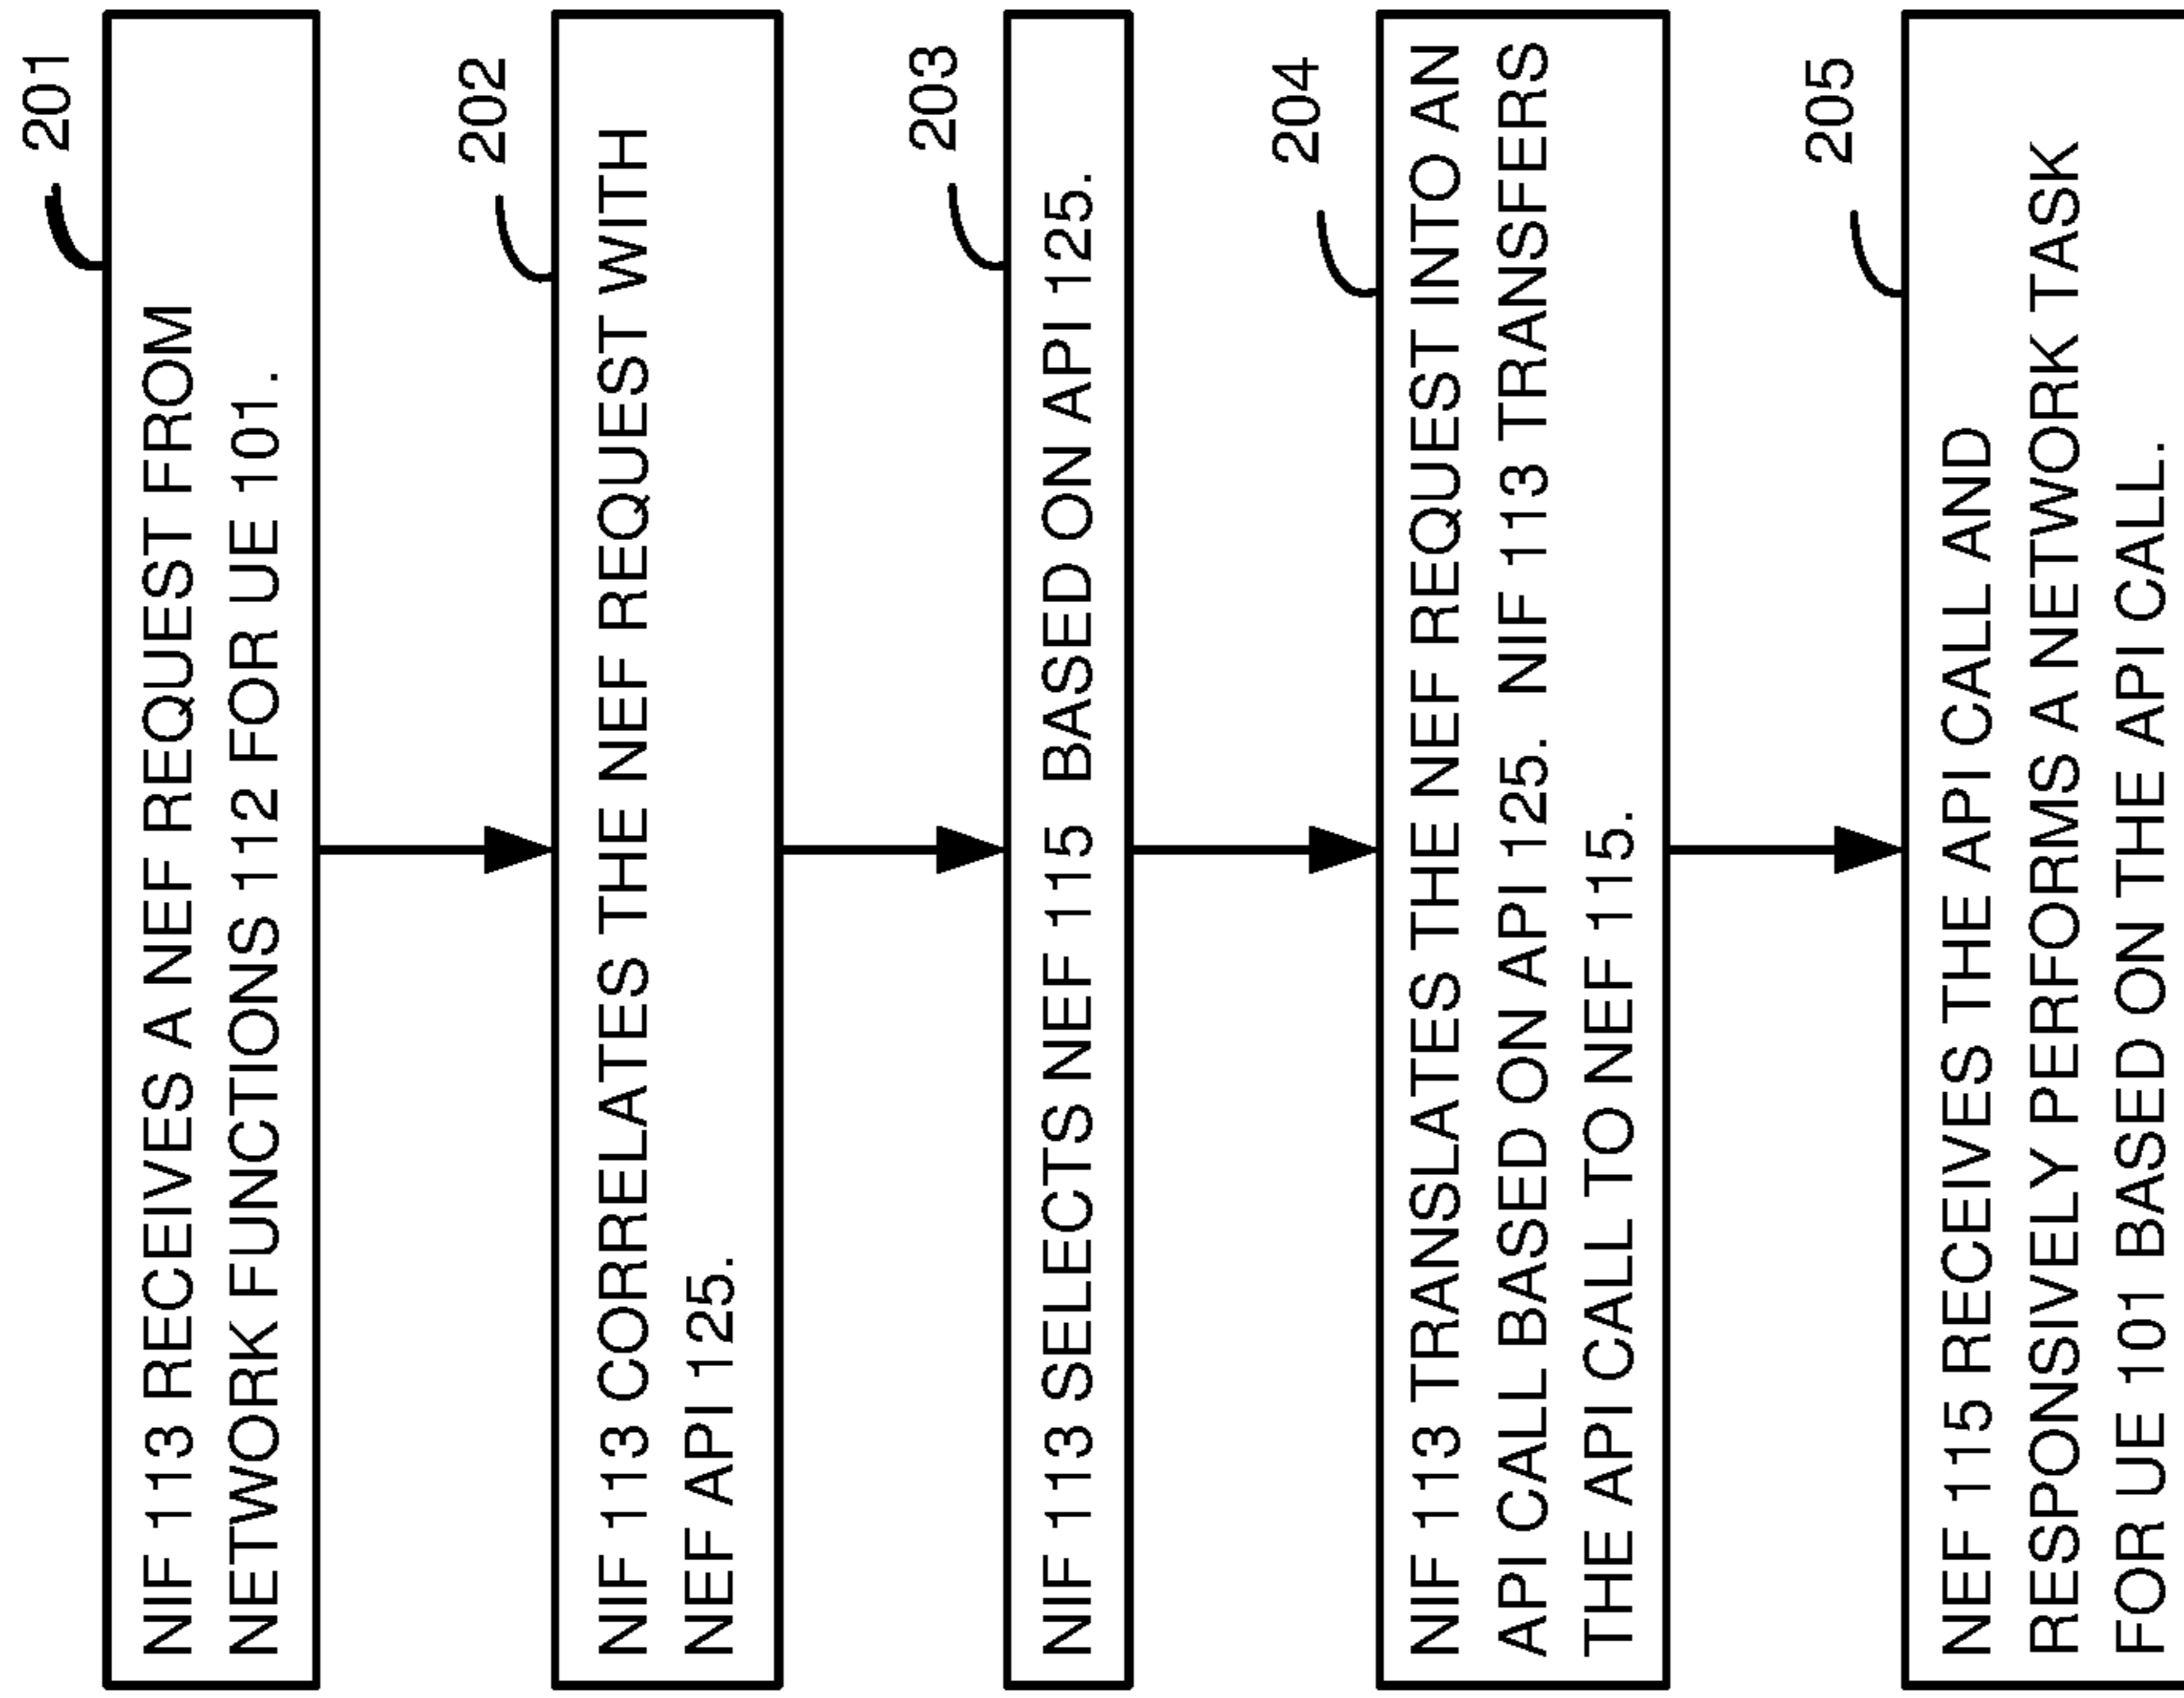 201
NIF 113 RECEIVES A NEF REQUEST FROM
NETWORK FUNCTIONS 112 FOR UE 101.
202
NIF 113 CORRELATES THE NEF REQUEST WITH
NEF API 125.
203
NIF 113 SELECTS NEF 115 BASED ON API 125.
204
NIF 113 TRANSLATES THE NEF REQUEST INTO AN
API CALL BASED ON API 125. NIF 113 TRANSFERS
THE API CALL TO NEF 115.
205
NEF 115 RECEIVES THE API CALL AND
RESPONSIVELY PERFORMS A NETWORK TASK
FOR UE 101 BASED ON THE API CALL.